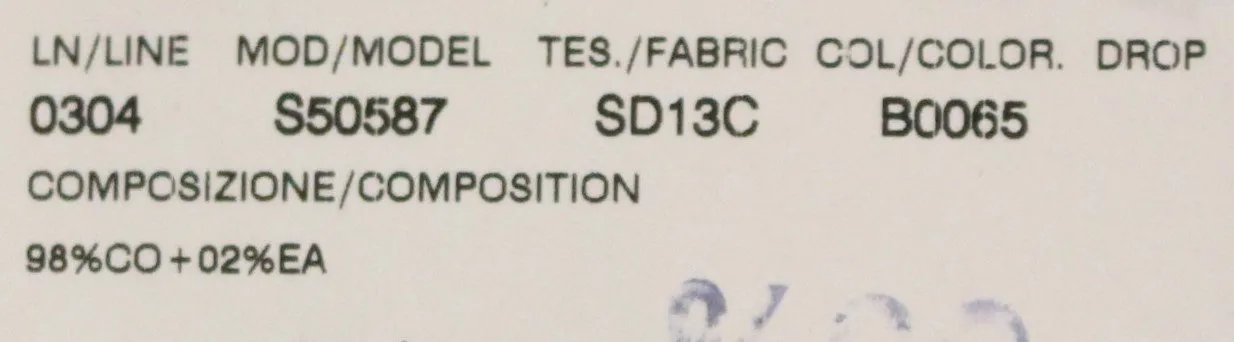 LN/LINE MOD/MODEL TES./FABRIC COL/COLOR. DROP
0304 S50587 SD13C B0065
COMPOSIZIONE/COMPOSITION
98%CO+02%EA